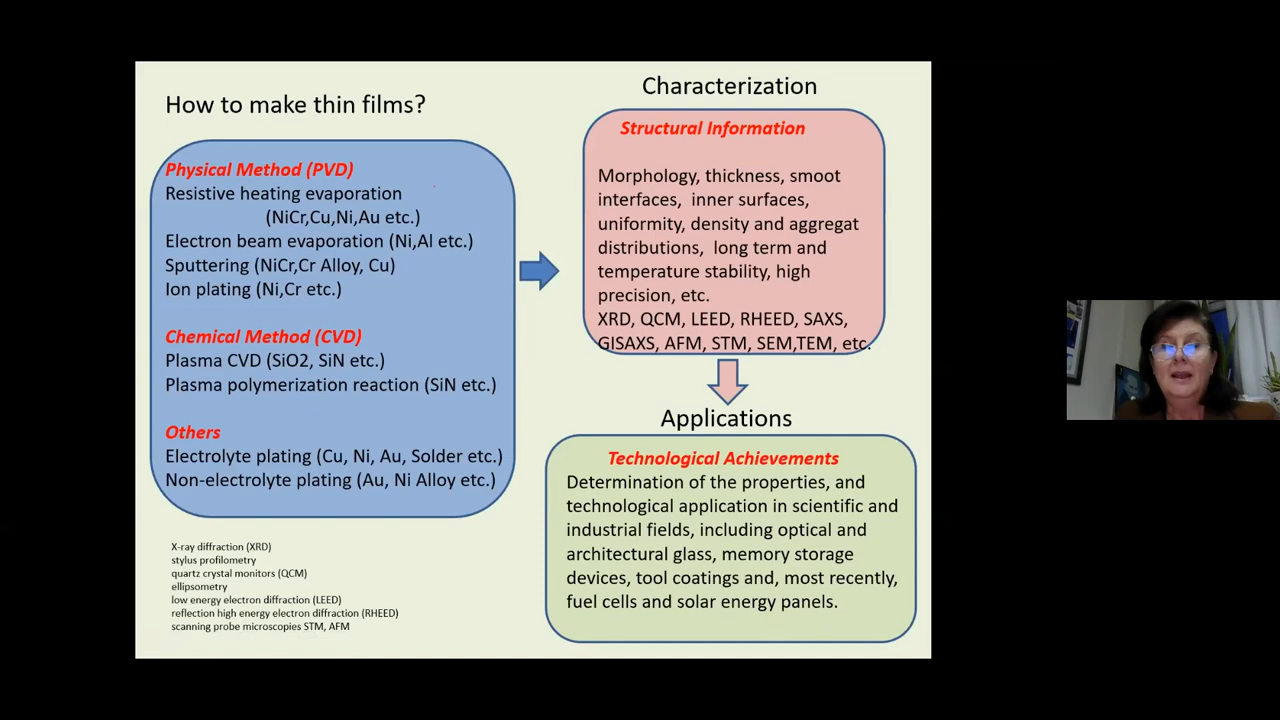 How to make thin films?
Physical Method (PVD)
Resistive heating evaporation
(NiCr,Cu,Ni,Au etc.)
Electron beam evaporation (Ni,Al etc.)
Sputtering (NiCr,Cr Alloy, Cu)
Ion plating (Ni,Cr etc.)
Chemical Method (CVD)
Plasma CVD (SiO2, SiN etc.)
Plasma polymerization reaction (SiN etc.)
Others
Electrolyte plating (Cu, Ni, Au, Solder etc.)
Non-electrolyte plating (Au, Ni Alloy etc.)
X-ray diffraction (XRD)
stylus profilometry
quartz crystal monitors (QCM)
ellipsometry
low energy electron diffraction (LEED)
reflection high energy electron diffraction (RHEED)
scanning probe microscopies STM, AFM
Characterization
Structural Information
Morphology, thickness, smoot
interfaces, inner surfaces,
uniformity, density and aggregat
distributions, long term and
temperature stability, high
precision, etc.
XRD, QCM, LEED, RHEED, SAXS,
GISAXS, AFM, STM, SEM,TEM, etc.
Applications
Technological Achievements
Determination of the properties, and
technological application in scientific and
industrial fields, including optical and
architectural glass, memory storage
devices, tool coatings and, most recently,
fuel cells and solar energy panels.